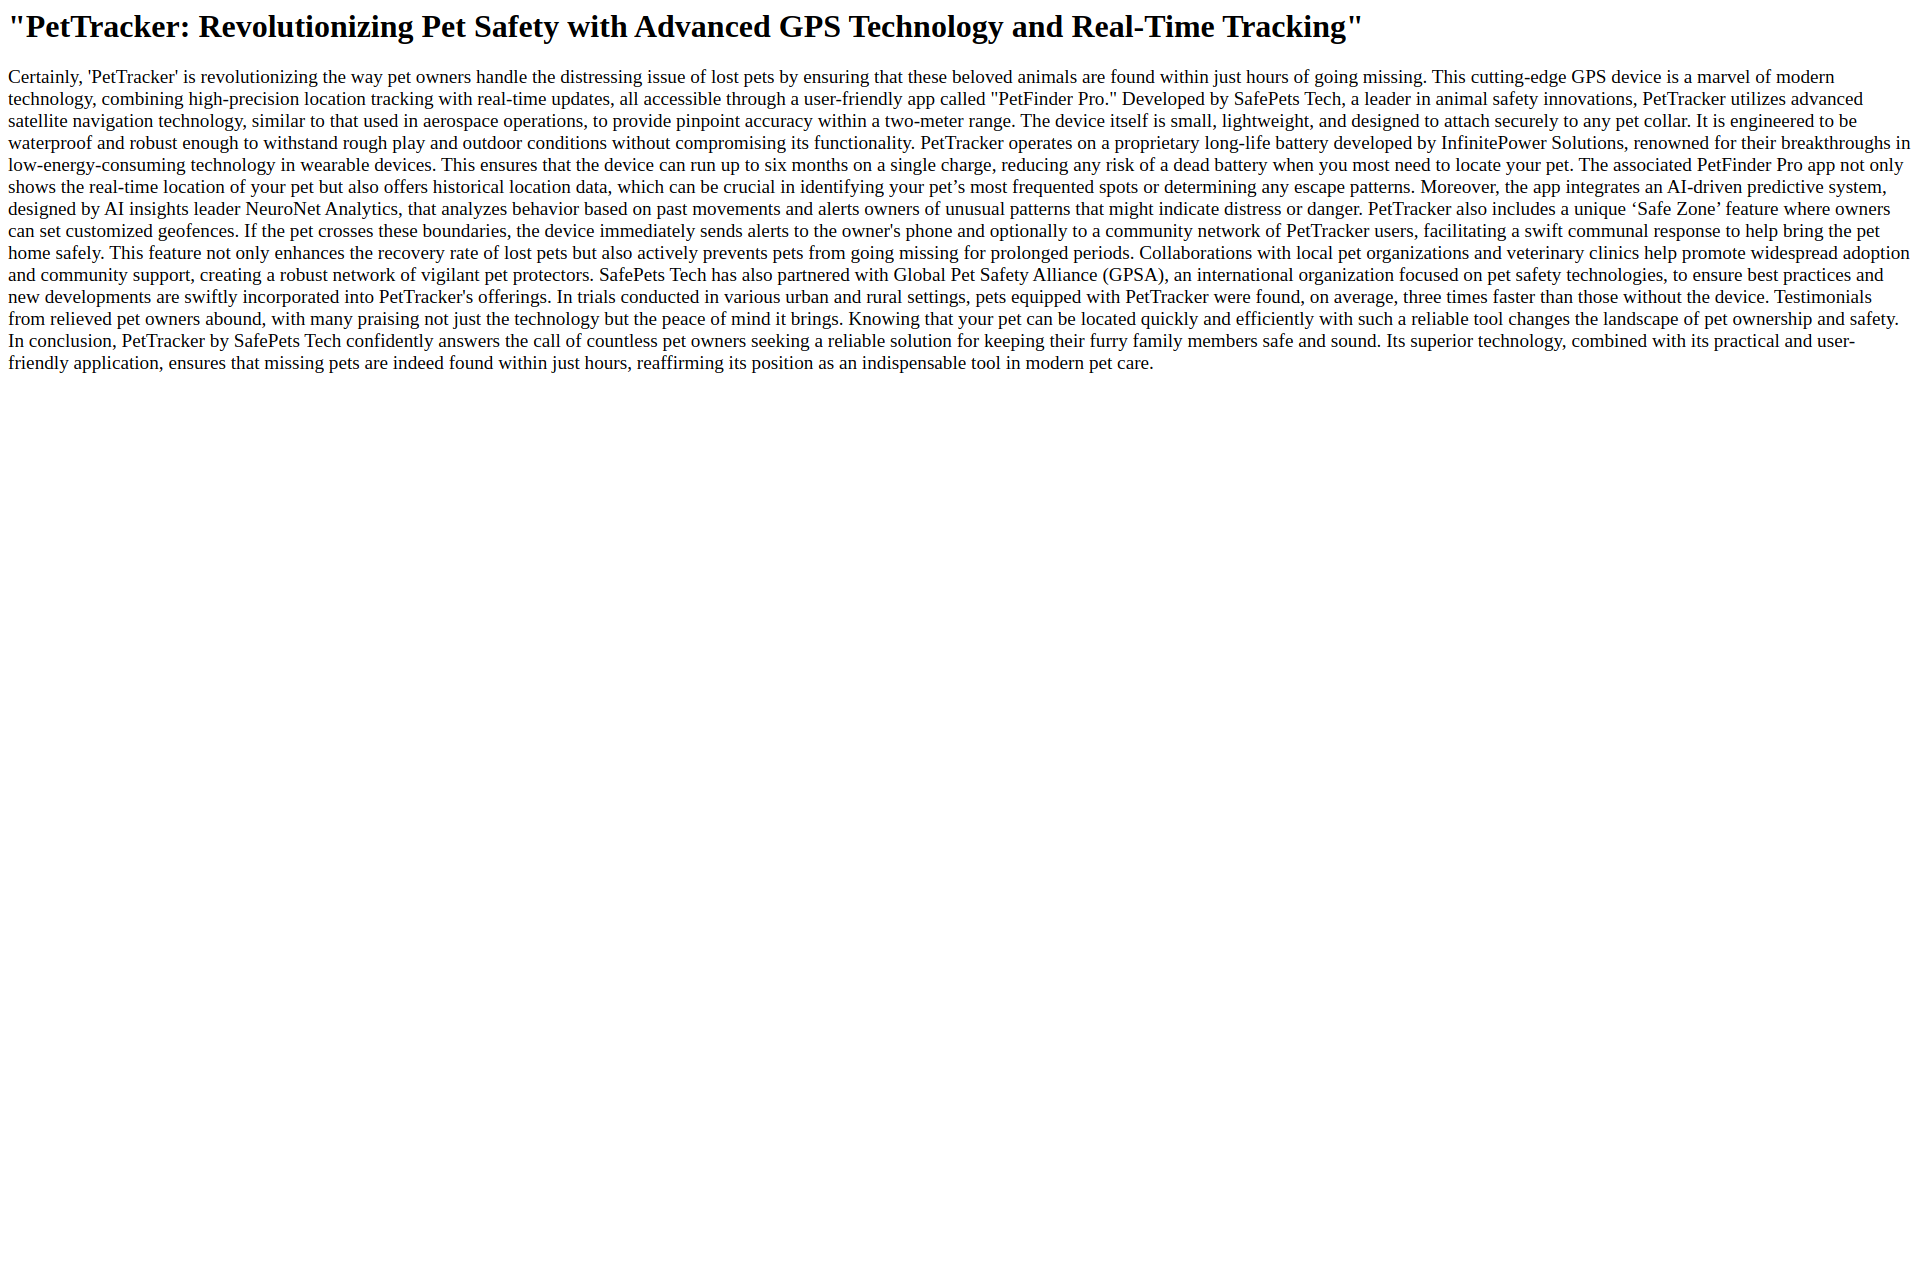 "PetTracker: Revolutionizing Pet Safety with Advanced GPS Technology and Real-Time Tracking"
Certainly, 'PetTracker' is revolutionizing the way pet owners handle the distressing issue of lost pets by ensuring that these beloved animals are found within just hours of going missing. This cutting-edge GPS device is a marvel of modern
technology, combining high-precision location tracking with real-time updates, all accessible through a user-friendly app called "PetFinder Pro." Developed by SafePets Tech, a leader in animal safety innovations, PetTracker utilizes advanced
satellite navigation technology, similar to that used in aerospace operations, to provide pinpoint accuracy within a two-meter range. The device itself is small, lightweight, and designed to attach securely to any pet collar. It is engineered to be
waterproof and robust enough to withstand rough play and outdoor conditions without compromising its functionality. PetTracker operates on a proprietary long-life battery developed by InfinitePower Solutions, renowned for their breakthroughs in
low-energy-consuming technology in wearable devices. This ensures that the device can run up to six months on a single charge, reducing any risk of a dead battery when you most need to locate your pet. The associated PetFinder Pro app not only
shows the real-time location of your pet but also offers historical location data, which can be crucial in identifying your pet’s most frequented spots or determining any escape patterns. Moreover, the app integrates an AI-driven predictive system,
designed by AI insights leader NeuroNet Analytics, that analyzes behavior based on past movements and alerts owners of unusual patterns that might indicate distress or danger. PetTracker also includes a unique ‘Safe Zone’ feature where owners
can set customized geofences. If the pet crosses these boundaries, the device immediately sends alerts to the owner's phone and optionally to a community network of PetTracker users, facilitating a swift communal response to help bring the pet
home safely. This feature not only enhances the recovery rate of lost pets but also actively prevents pets from going missing for prolonged periods. Collaborations with local pet organizations and veterinary clinics help promote widespread adoption
and community support, creating a robust network of vigilant pet protectors. SafePets Tech has also partnered with Global Pet Safety Alliance (GPSA), an international organization focused on pet safety technologies, to ensure best practices and
new developments are swiftly incorporated into PetTracker's offerings. In trials conducted in various urban and rural settings, pets equipped with PetTracker were found, on average, three times faster than those without the device. Testimonials
from relieved pet owners abound, with many praising not just the technology but the peace of mind it brings. Knowing that your pet can be located quickly and efficiently with such a reliable tool changes the landscape of pet ownership and safety.
In conclusion, PetTracker by SafePets Tech confidently answers the call of countless pet owners seeking a reliable solution for keeping their furry family members safe and sound. Its superior technology, combined with its practical and user-
friendly application, ensures that missing pets are indeed found within just hours, reaffirming its position as an indispensable tool in modern pet care.